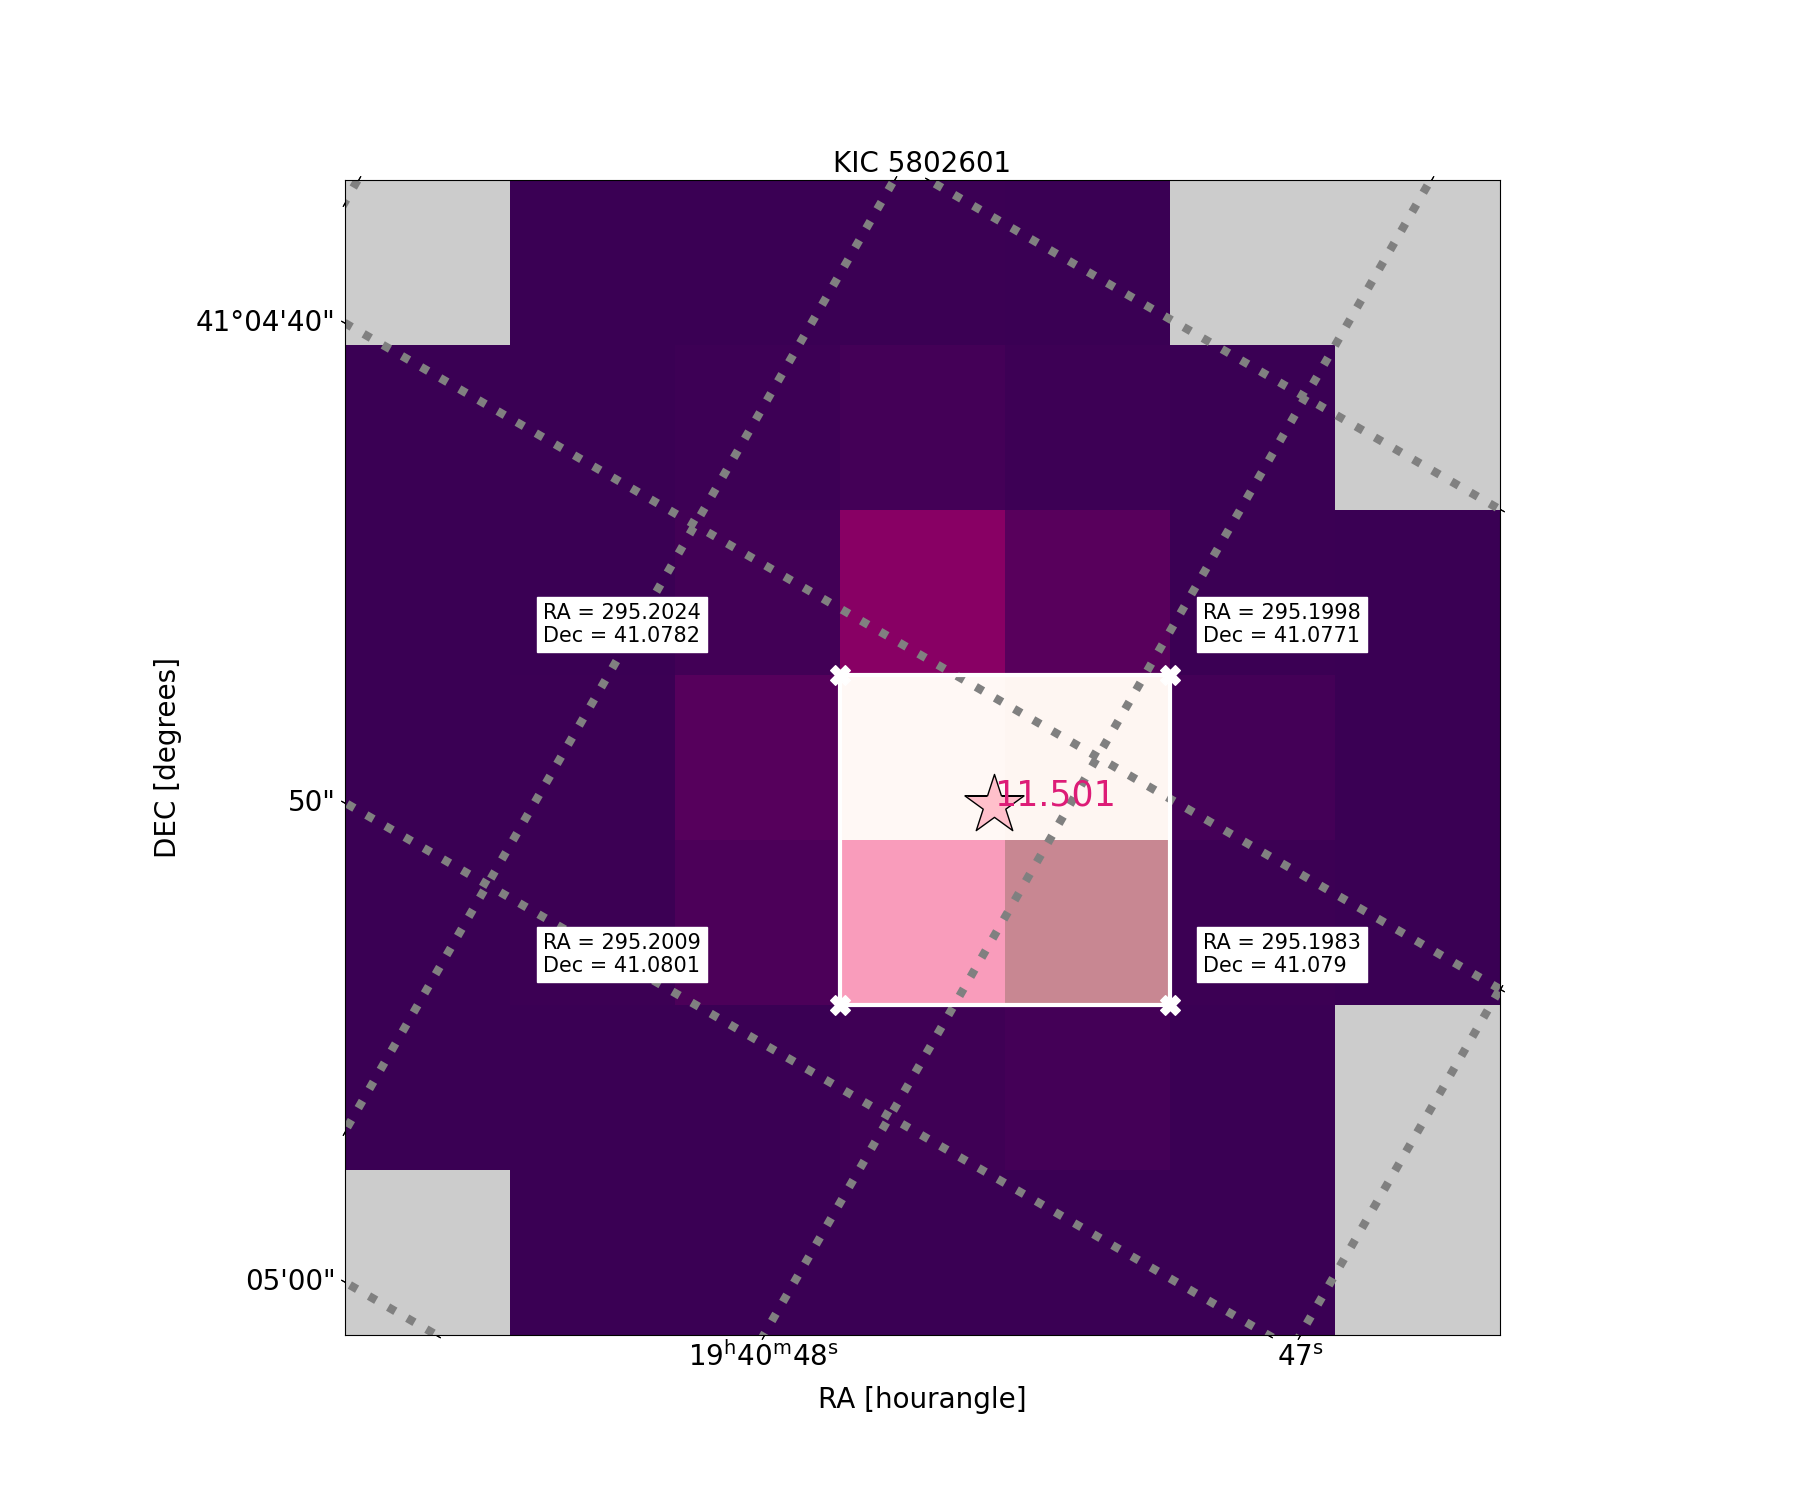 KIC 5802601
41°04'40"
RA = 295.2024
Dec = 41.0782
RA = 295.1998
Dec = 41.0771
50"
11.501
DEC [degrees]
RA = 295.2009
Dec = 41.0801
RA = 295.1983
Dec = 41.079
05'00"
19ʰ40ᵐ48ˢ
47ˢ
RA [hourangle]